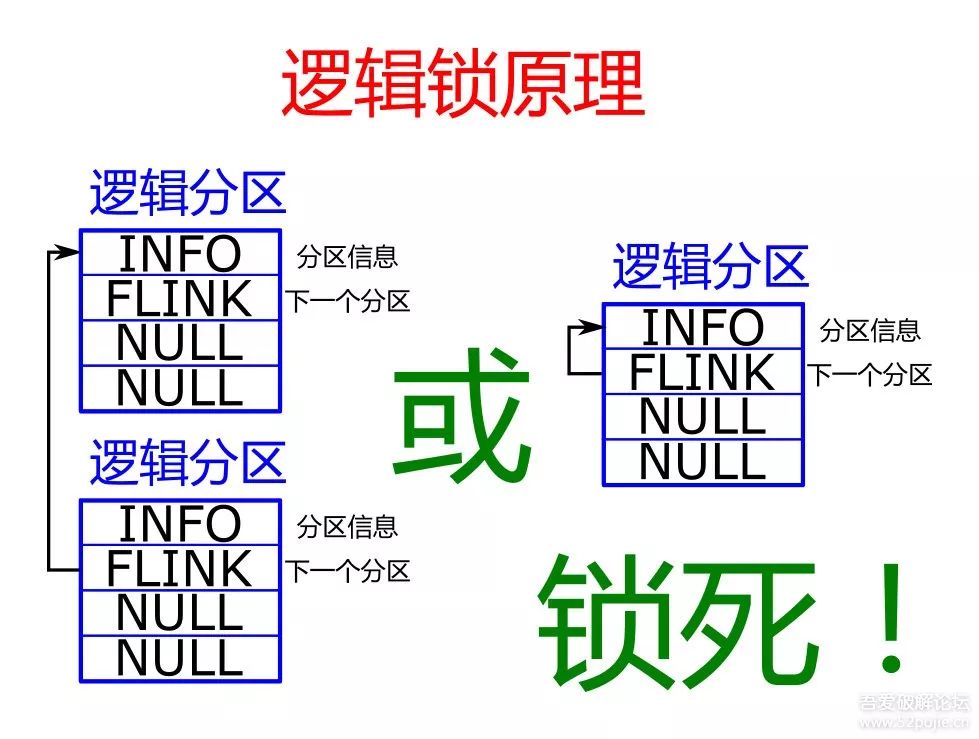 逻辑锁原理
逻辑分区
INFO 分区信息
FLINK 下一个分区
NULL
NULL
逻辑分区
INFO 分区信息
FLINK 下一个分区
NULL
NULL
或
逻辑分区
INFO 分区信息
FLINK 下一个分区
NULL
NULL
锁死！
吾爱破解论坛
www.52pojie.cn